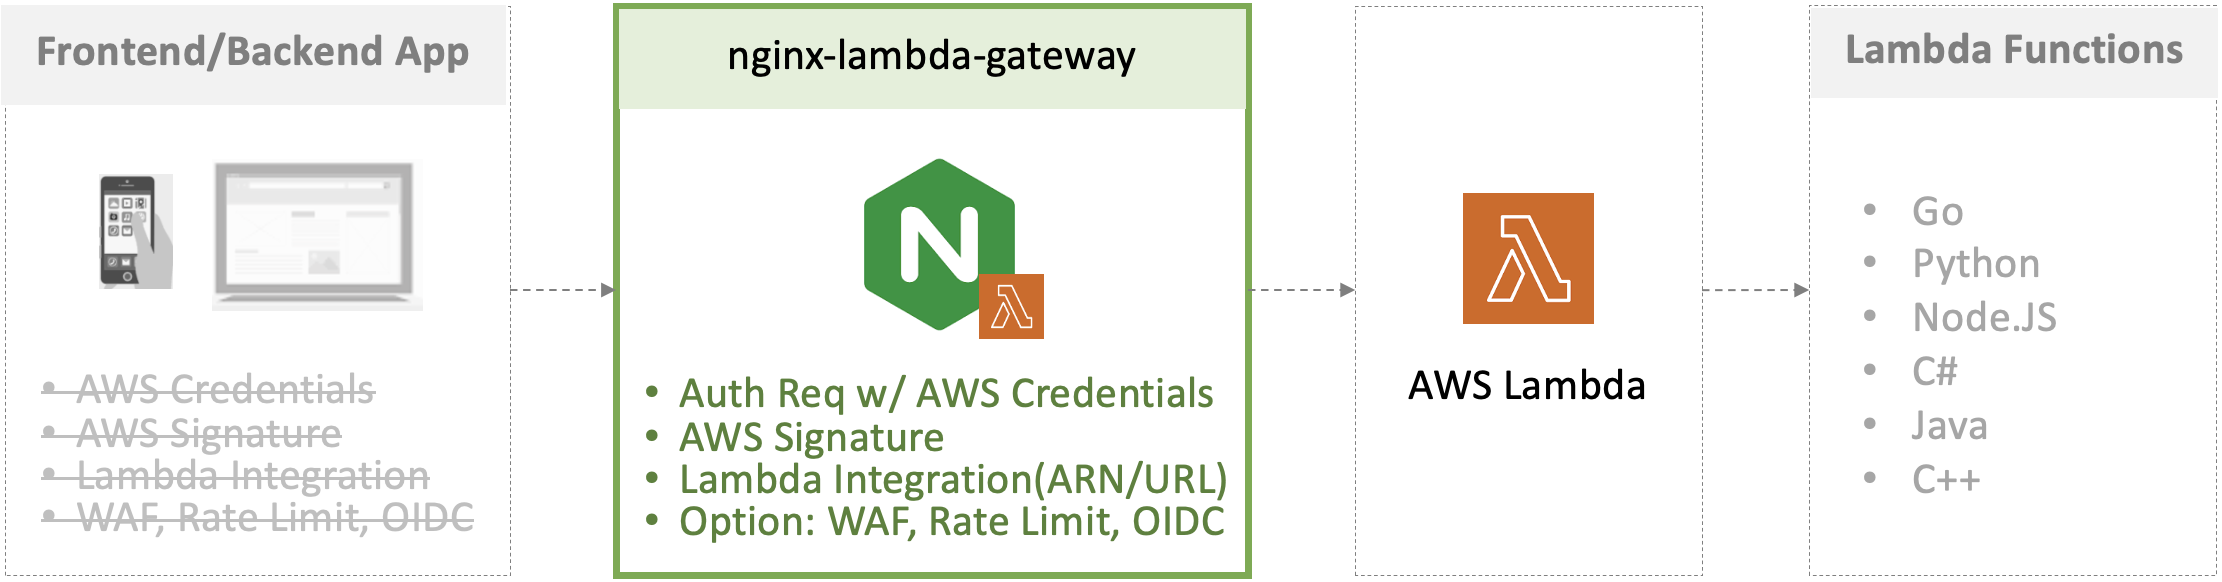 Frontend/Backend App
• AWS Credentials
• AWS Signature
• Lambda Integration
• WAF, Rate Limit, OIDC
nginx-lambda-gateway
N
• Auth Req w/ AWS Credentials
• AWS Signature
• Lambda Integration(ARN/URL)
• Option: WAF, Rate Limit, OIDC
AWS Lambda
Lambda Functions
• Go
• Python
• Node.JS
• C#
• Java
• C++